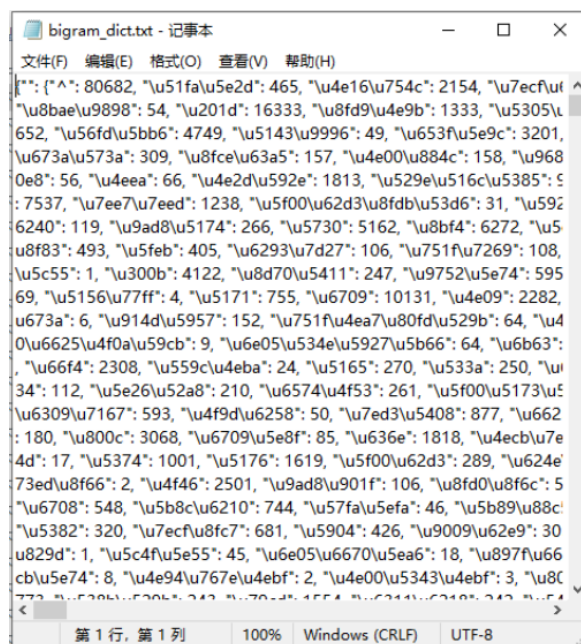 bigram_dict.txt - 记事本
文件(F) 编辑(E) 格式(O) 查看(V) 帮助(H)
{"": {"^": 80682, "\u51fa\u5e2d": 465, "\u4e16\u754c": 2154, "\u7ecf\u6
"\u8bae\u9898": 54, "\u201d": 16333, "\u8fd9\u4e9b": 1333, "\u5305\u
652, "\u56fd\u5bb6": 4749, "\u5143\u9996": 49, "\u653f\u5e9c": 3201,
\u673a\u573a": 309, "\u8fce\u63a5": 157, "\u4e00\u884c": 158, "\u968
0e8": 56, "\u4eea": 66, "\u4e2d\u592e": 1813, "\u529e\u516c\u5385": 9
: 7537, "\u7ee7\u7eed": 1238, "\u5f00\u62d3\u8fdb\u53d6": 31, "\u592
6240": 119, "\u9ad8\u5174": 266, "\u5730": 5162, "\u8bf4": 6272, "\u5
8f83": 493, "\u5feb": 405, "\u6293\u7d27": 106, "\u751f\u7269": 108,
\u5c55": 1, "\u300b": 4122, "\u8d70\u5411": 247, "\u9752\u5e74": 595
69, "\u5156\u77ff": 4, "\u5171": 755, "\u6709": 10131, "\u4e09": 2282,
u673a": 6, "\u914d\u5957": 152, "\u751f\u4ea7\u80fd\u529b": 64, "\u4
0\u6625\u4f0a\u59cb": 9, "\u6e05\u534e\u5927\u5b66": 64, "\u6b63":
, "\u66f4": 2308, "\u559c\u4eba": 24, "\u5165": 270, "\u533a": 250, "\u
34": 112, "\u5e26\u52a8": 210, "\u6574\u4f53": 261, "\u5f00\u5173\u5
\u6309\u7167": 593, "\u4f9d\u6258": 50, "\u7ed3\u5408": 877, "\u662
: 180, "\u800c": 3068, "\u6709\u5e8f": 85, "\u636e": 1818, "\u4ecb\u7e
4d": 17, "\u5374": 1001, "\u5176": 1619, "\u5f00\u62d3": 289, "\u624e
73ed\u8f66": 2, "\u4f46": 2501, "\u9ad8\u901f": 106, "\u8fd0\u8f6c": 5
"\u6708": 548, "\u5b8c\u6210": 744, "\u57fa\u5efa": 46, "\u5b89\u88c
"\u5382": 320, "\u7ecf\u8fc7": 681, "\u5904": 426, "\u9009\u62e9": 30
u829d": 1, "\u5c4f\u5e55": 45, "\u6e05\u6670\u5ea6": 18, "\u897f\u66
cb\u5e74": 8, "\u4e94\u767e\u4ebf": 2, "\u4e00\u5343\u4ebf": 3, "\u80
第 1 行，第 1 列 100% Windows (CRLF) UTF-8